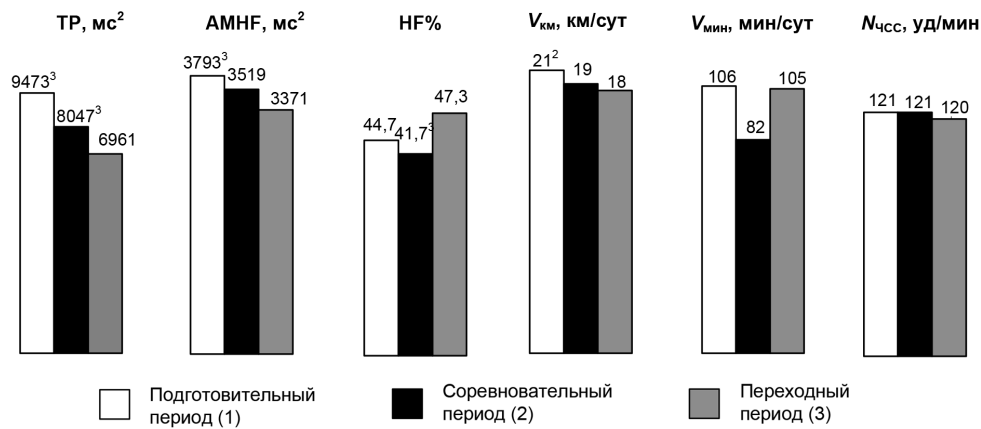 TP, мс² AMHF, мс² HF% Vкм, км/сут Vмин, мин/сут NЧСС, уд/мин
9473³ 8047³ 6961
3793³ 3519 3371
44,7 41,7³ 47,3
21² 19 18
106 82 105
121 121 120
Подготовительный
период (1)
Соревновательный
период (2)
Переходный
период (3)